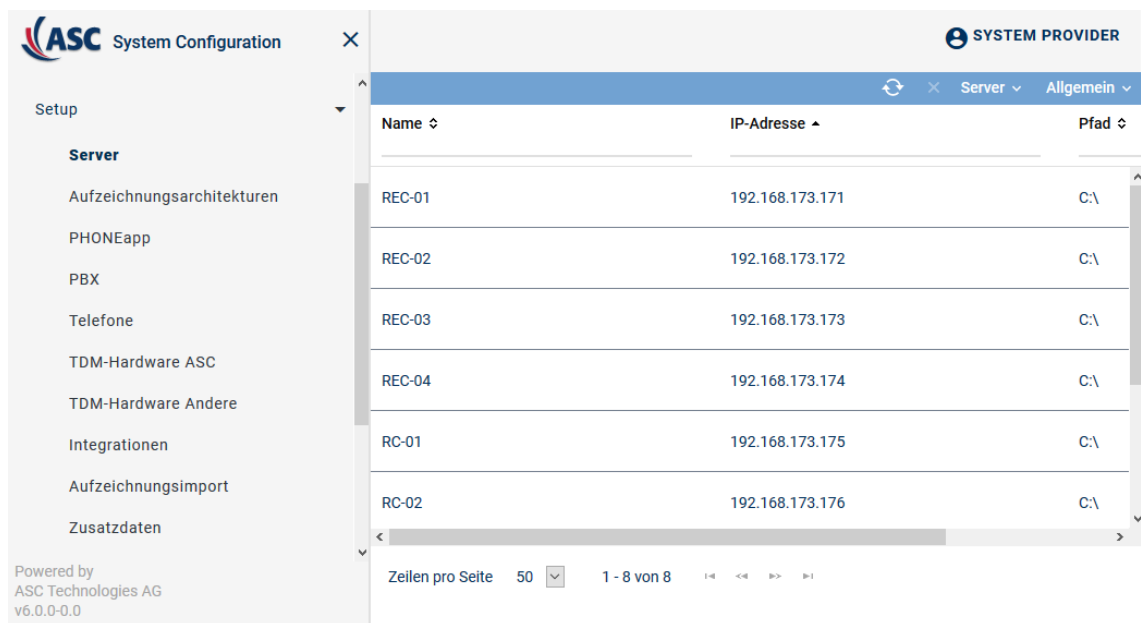 ASC System Configuration
SYSTEM PROVIDER
Server Allgemein
Setup
Server
Aufzeichnungsarchitekturen
PHONEapp
PBX
Telefone
TDM-Hardware ASC
TDM-Hardware Andere
Integrationen
Aufzeichnungsimport
Zusatzdaten
Powered by
ASC Technologies AG
v6.0.0-0.0
Name IP-Adresse Pfad
REC-01 192.168.173.171 C:\
REC-02 192.168.173.172 C:\
REC-03 192.168.173.173 C:\
REC-04 192.168.173.174 C:\
RC-01 192.168.173.175 C:\
RC-02 192.168.173.176 C:\
Zeilen pro Seite 50 1 - 8 von 8